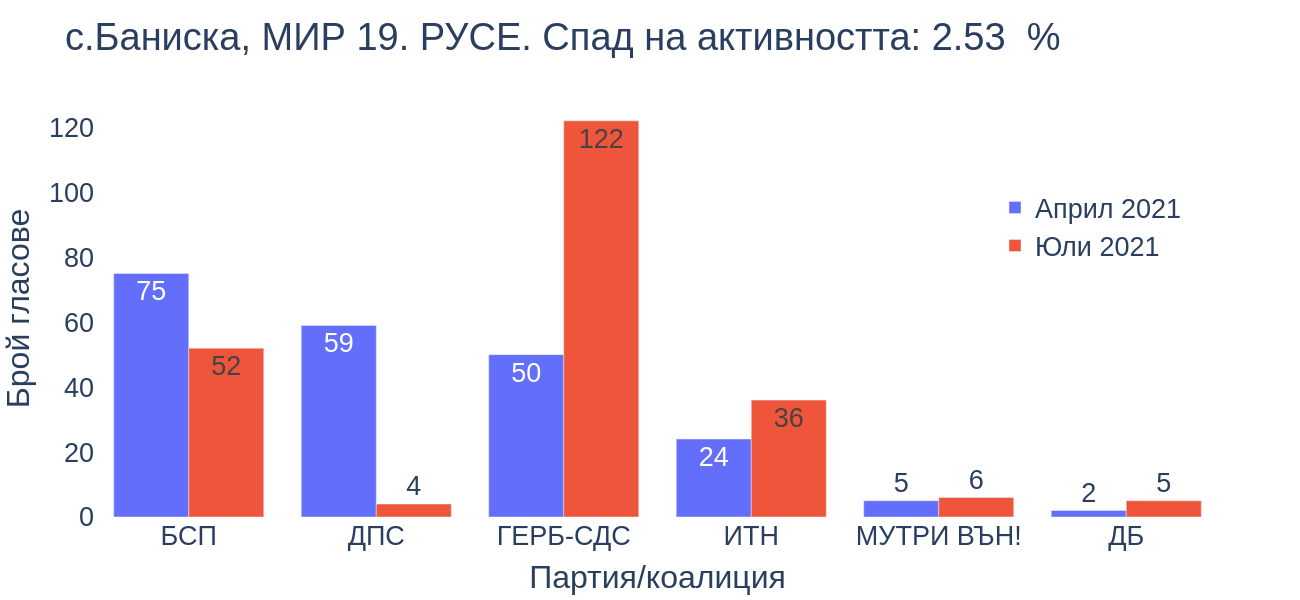 с.Баниска, МИР 19. РУСЕ. Спад на активността: 2.53 %
Брой гласове
120
100
80
60
40
20
0
Април 2021
Юли 2021
75
52
59
4
50
122
24
36
5
6
2
5
БСП
ДПС
ГЕРБ-СДС
ИТН
МУТРИ ВЪН!
ДБ
Партия/коалиция